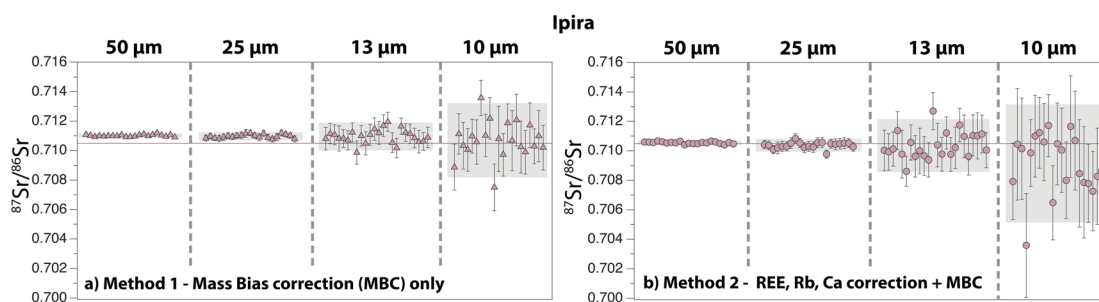 Ipira
50 µm 25 µm 13 µm 10 µm
0.716
0.714
0.712
0.710
0.708
0.706
0.704
0.702
0.700
87Sr/86Sr
a) Method 1 - Mass Bias correction (MBC) only
50 µm 25 µm 13 µm 10 µm
0.716
0.714
0.712
0.710
0.708
0.706
0.704
0.702
0.700
87Sr/86Sr
b) Method 2 - REE, Rb, Ca correction + MBC